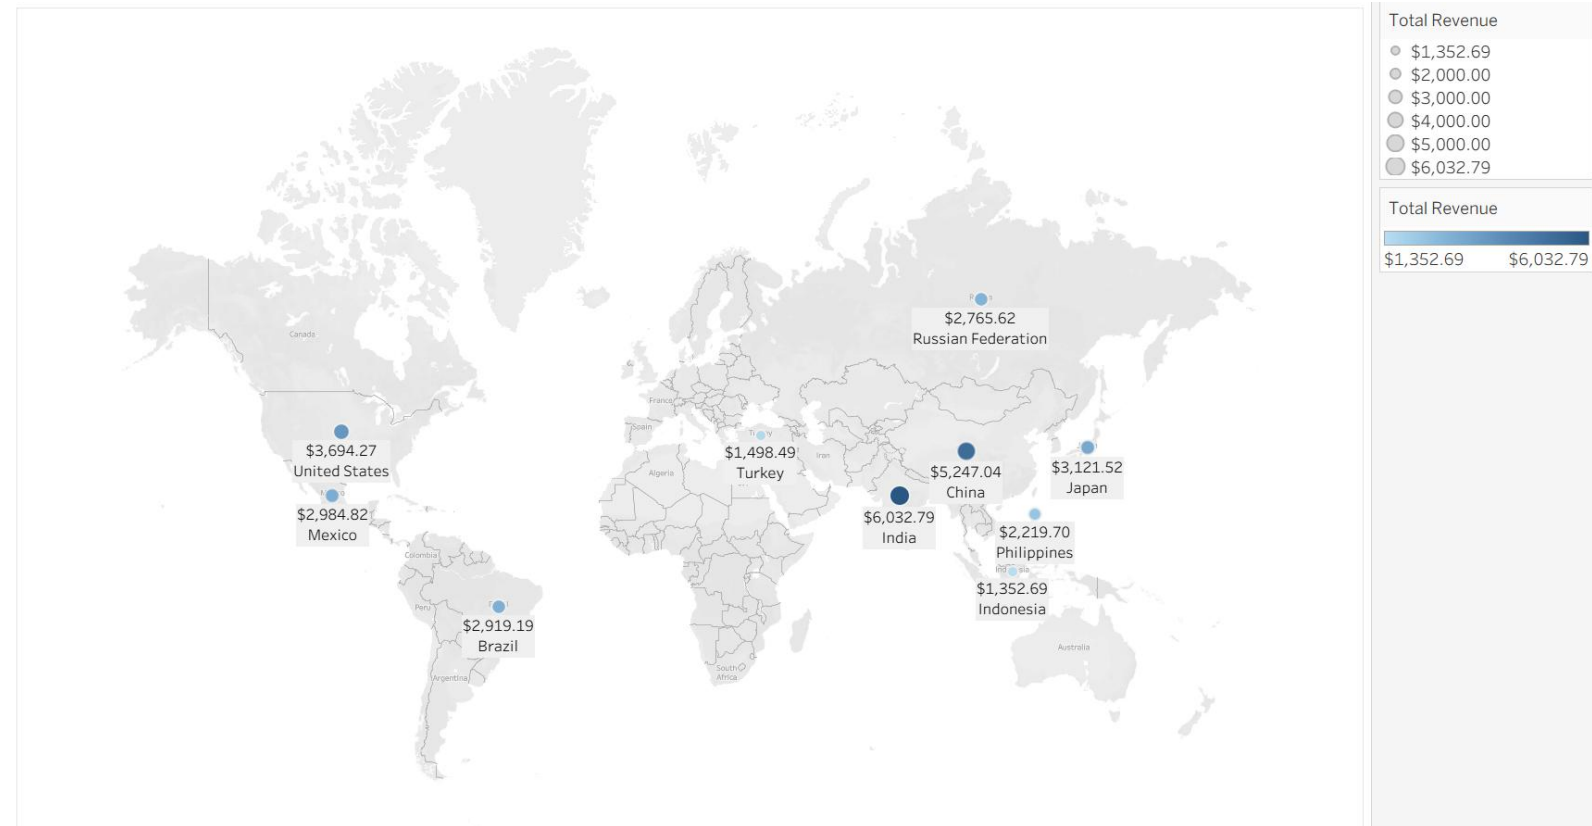 Total Revenue
$1,352.69
$2,000.00
$3,000.00
$4,000.00
$5,000.00
$6,032.79
Total Revenue
$1,352.69 $6,032.79
$2,765.62
Russian Federation
Canada
France
Spain
$3,694.27
United States
$1,498.49
Turkey
Iran
Algeria
$5,247.04
China
$3,121.52
Japan
$2,984.82
Mexico
$6,032.79
India
$2,219.70
Philippines
Colombia
$1,352.69
Indonesia
Peru
$2,919.19
Brazil
Australia
South
Africa
Argentina